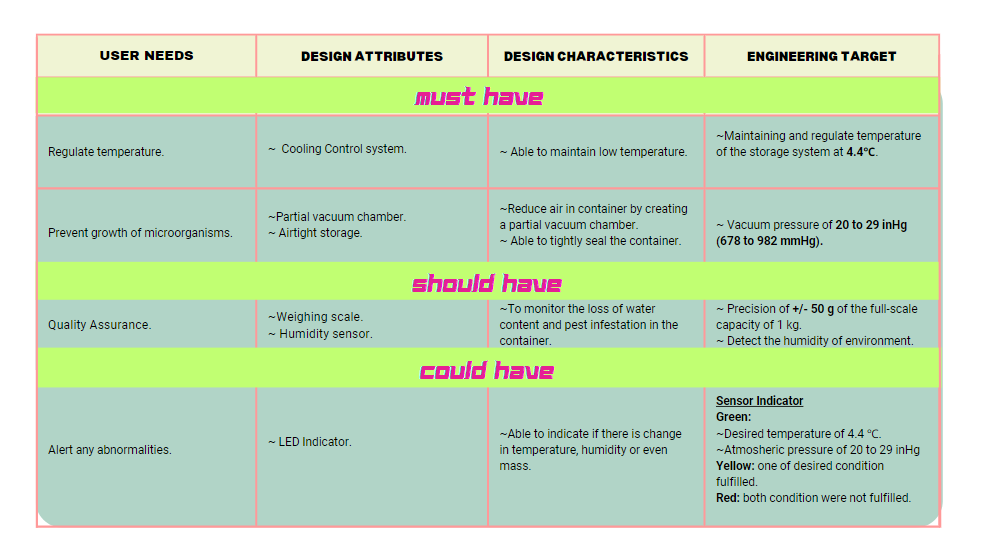 USER NEEDS DESIGN ATTRIBUTES DESIGN CHARACTERISTICS ENGINEERING TARGET
must have
Regulate temperature.
~ Cooling Control system.
~ Able to maintain low temperature.
~Maintaining and regulate temperature
of the storage system at 4.4℃.
Prevent growth of microorganisms.
~Partial vacuum chamber.
~ Airtight storage.
~Reduce air in container by creating
a partial vacuum chamber.
~ Able to tightly seal the container.
~ Vacuum pressure of 20 to 29 inHg
(678 to 982 mmHg).
should have
Quality Assurance.
~Weighing scale.
~ Humidity sensor.
~To monitor the loss of water
content and pest infestation in the
container.
~ Precision of +/- 50 g of the full-scale
capacity of 1 kg.
~ Detect the humidity of environment.
could have
Alert any abnormalities.
~ LED Indicator.
~Able to indicate if there is change
in temperature, humidity or even
mass.
Sensor Indicator
Green:
~Desired temperature of 4.4 ℃.
~Atmosheric pressure of 20 to 29 inHg
Yellow: one of desired condition
fulfilled.
Red: both condition were not fulfilled.